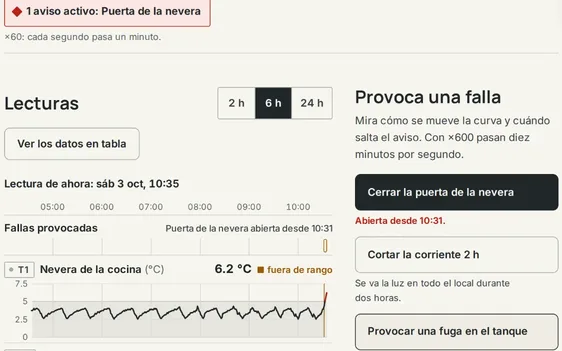 1 aviso activo: Puerta de la nevera
×60: cada segundo pasa un minuto.
Lecturas
2 h
6 h
24 h
Ver los datos en tabla
Lectura de ahora: sáb 3 oct, 10:35
05:00 06:00 07:00 08:00 09:00 10:00
Fallas provocadas
Puerta de la nevera abierta desde 10:31
T1 Nevera de la cocina (°C)
6.2 °C fuera de rango
7.5
5
2.5
0
Provoca una falla
Mira cómo se mueve la curva y cuándo
salta el aviso. Con ×600 pasan diez
minutos por segundo.
Cerrar la puerta de la nevera
Abierta desde 10:31.
Cortar la corriente 2 h
Se va la luz en todo el local durante
dos horas.
Provocar una fuga en el tanque